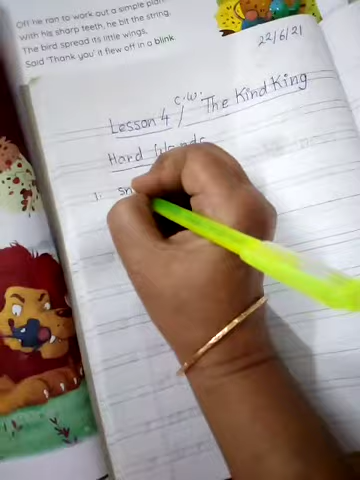 Off he ran to work out a simple plan
With his sharp teeth, he bit the string,
The bird spread its little wings,
Said 'Thank you' it flew off in a blink.
22/6/21
C.W.
Lesson 4 / The Kind King
Hard Words
1.